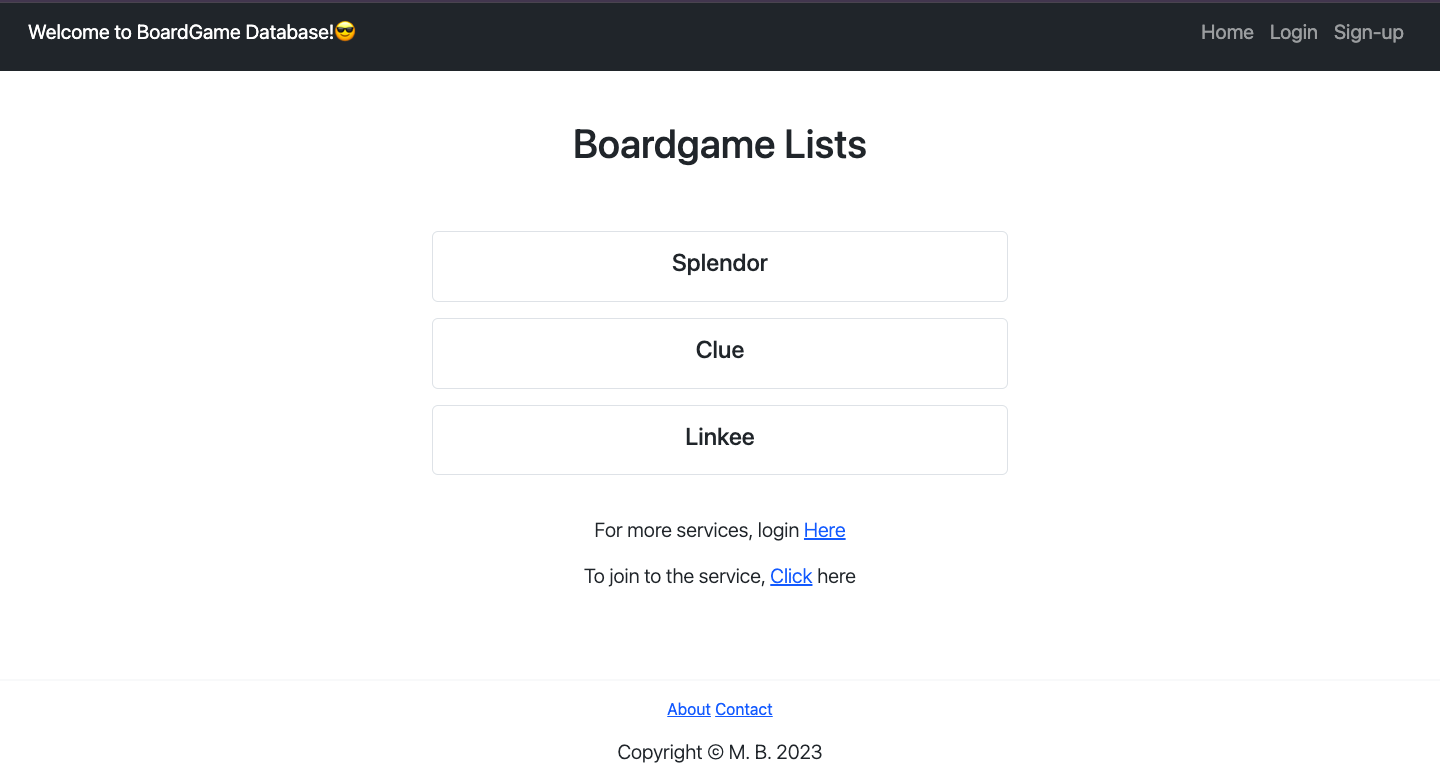 Welcome to BoardGame Database!😎 Home Login Sign-up
Boardgame Lists
Splendor
Clue
Linkee
For more services, login Here
To join to the service, Click here
About Contact
Copyright © M. B. 2023